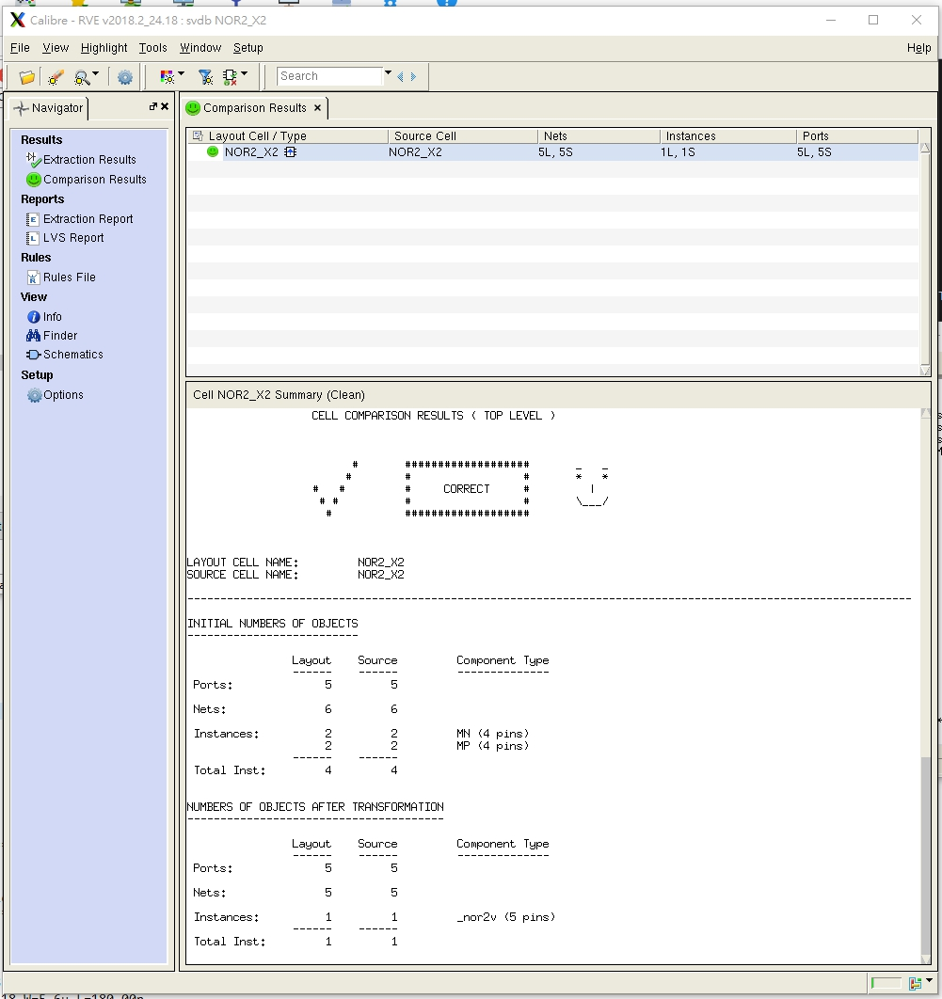 Calibre - RVE v2018.2_24.18 : svdb NOR2_X2
File View Highlight Tools Window Setup Help
Search
Navigator
Results
Extraction Results
Comparison Results
Reports
Extraction Report
LVS Report
Rules
Rules File
View
Info
Finder
Schematics
Setup
Options
Comparison Results
Layout Cell / Type Source Cell Nets Instances Ports
NOR2_X2 NOR2_X2 5L, 5S 1L, 1S 5L, 5S
Cell NOR2_X2 Summary (Clean)
CELL COMPARISON RESULTS ( TOP LEVEL )
# ################### _ _
# # # * *
# # # CORRECT # |
# # # # \___/
# ###################
LAYOUT CELL NAME: NOR2_X2
SOURCE CELL NAME: NOR2_X2
INITIAL NUMBERS OF OBJECTS
Layout Source Component Type
Ports: 5 5
Nets: 6 6
Instances: 2 2 MN (4 pins)
2 2 MP (4 pins)
Total Inst: 4 4
NUMBERS OF OBJECTS AFTER TRANSFORMATION
Layout Source Component Type
Ports: 5 5
Nets: 5 5
Instances: 1 1 _nor2v (5 pins)
Total Inst: 1 1